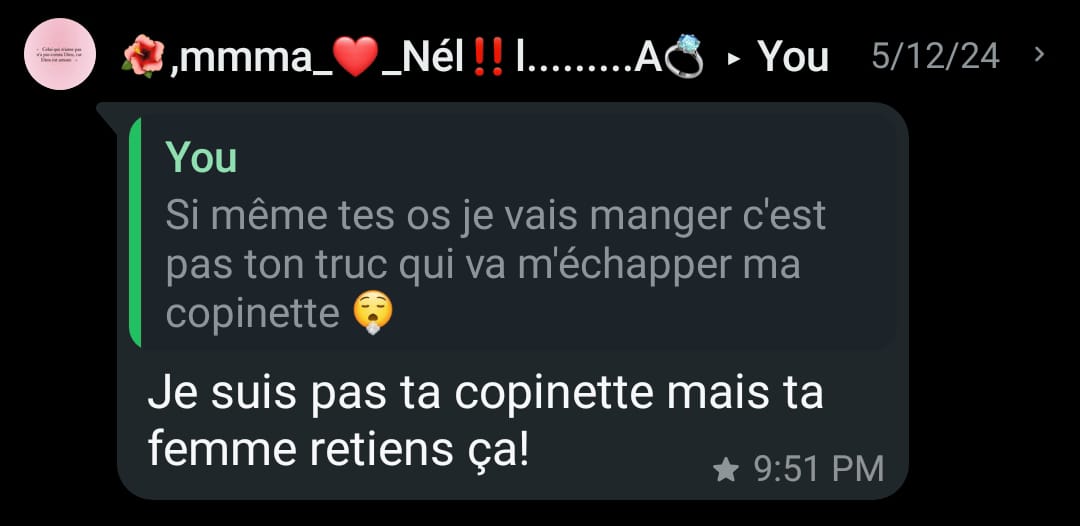 🌺,mmma_❤️_Nél‼️l.........A💍 ▸ You 5/12/24 ›
You
Si même tes os je vais manger c'est
pas ton truc qui va m'échapper ma
copinette 😮‍💨
Je suis pas ta copinette mais ta
femme retiens ça!
★ 9:51 PM